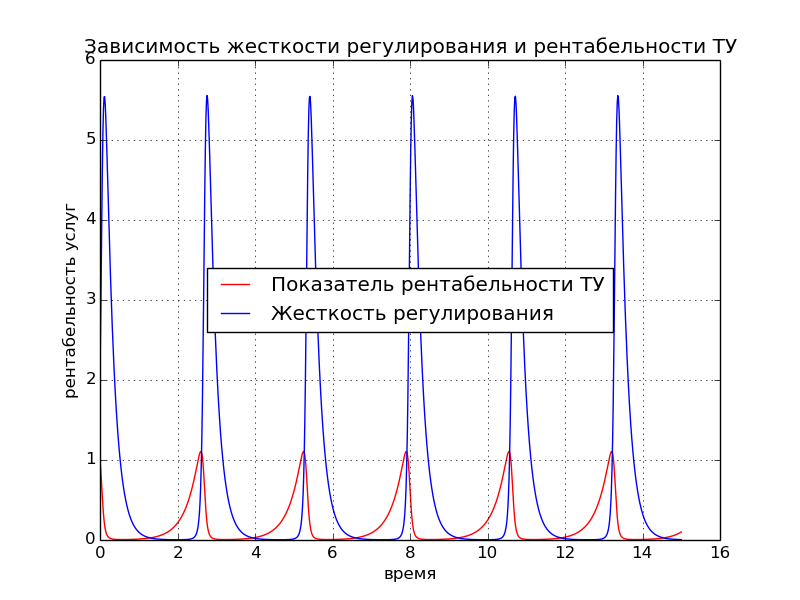 Зависимость жесткости регулирования и рентабельности ТУ
6
5
4
3
2
1
0
рентабельность услуг
Показатель рентабельности ТУ
Жесткость регулирования
0 2 4 6 8 10 12 14 16
время